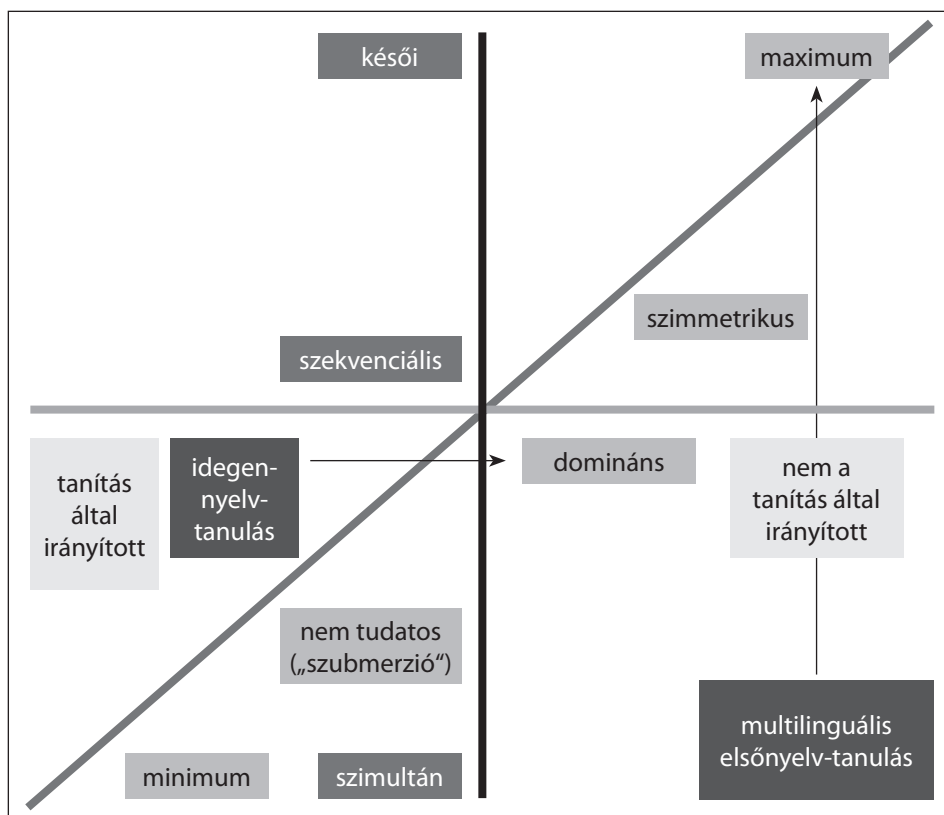 késői
maximum
szimmetrikus
szekvenciális
tanítás
által
irányított
idegen-
nyelv-
tanulás
domináns
nem a
tanítás által
irányított
nem tudatos
(„szubmerzió“)
multilinguális
elsőnyelv-tanulás
minimum
szimultán